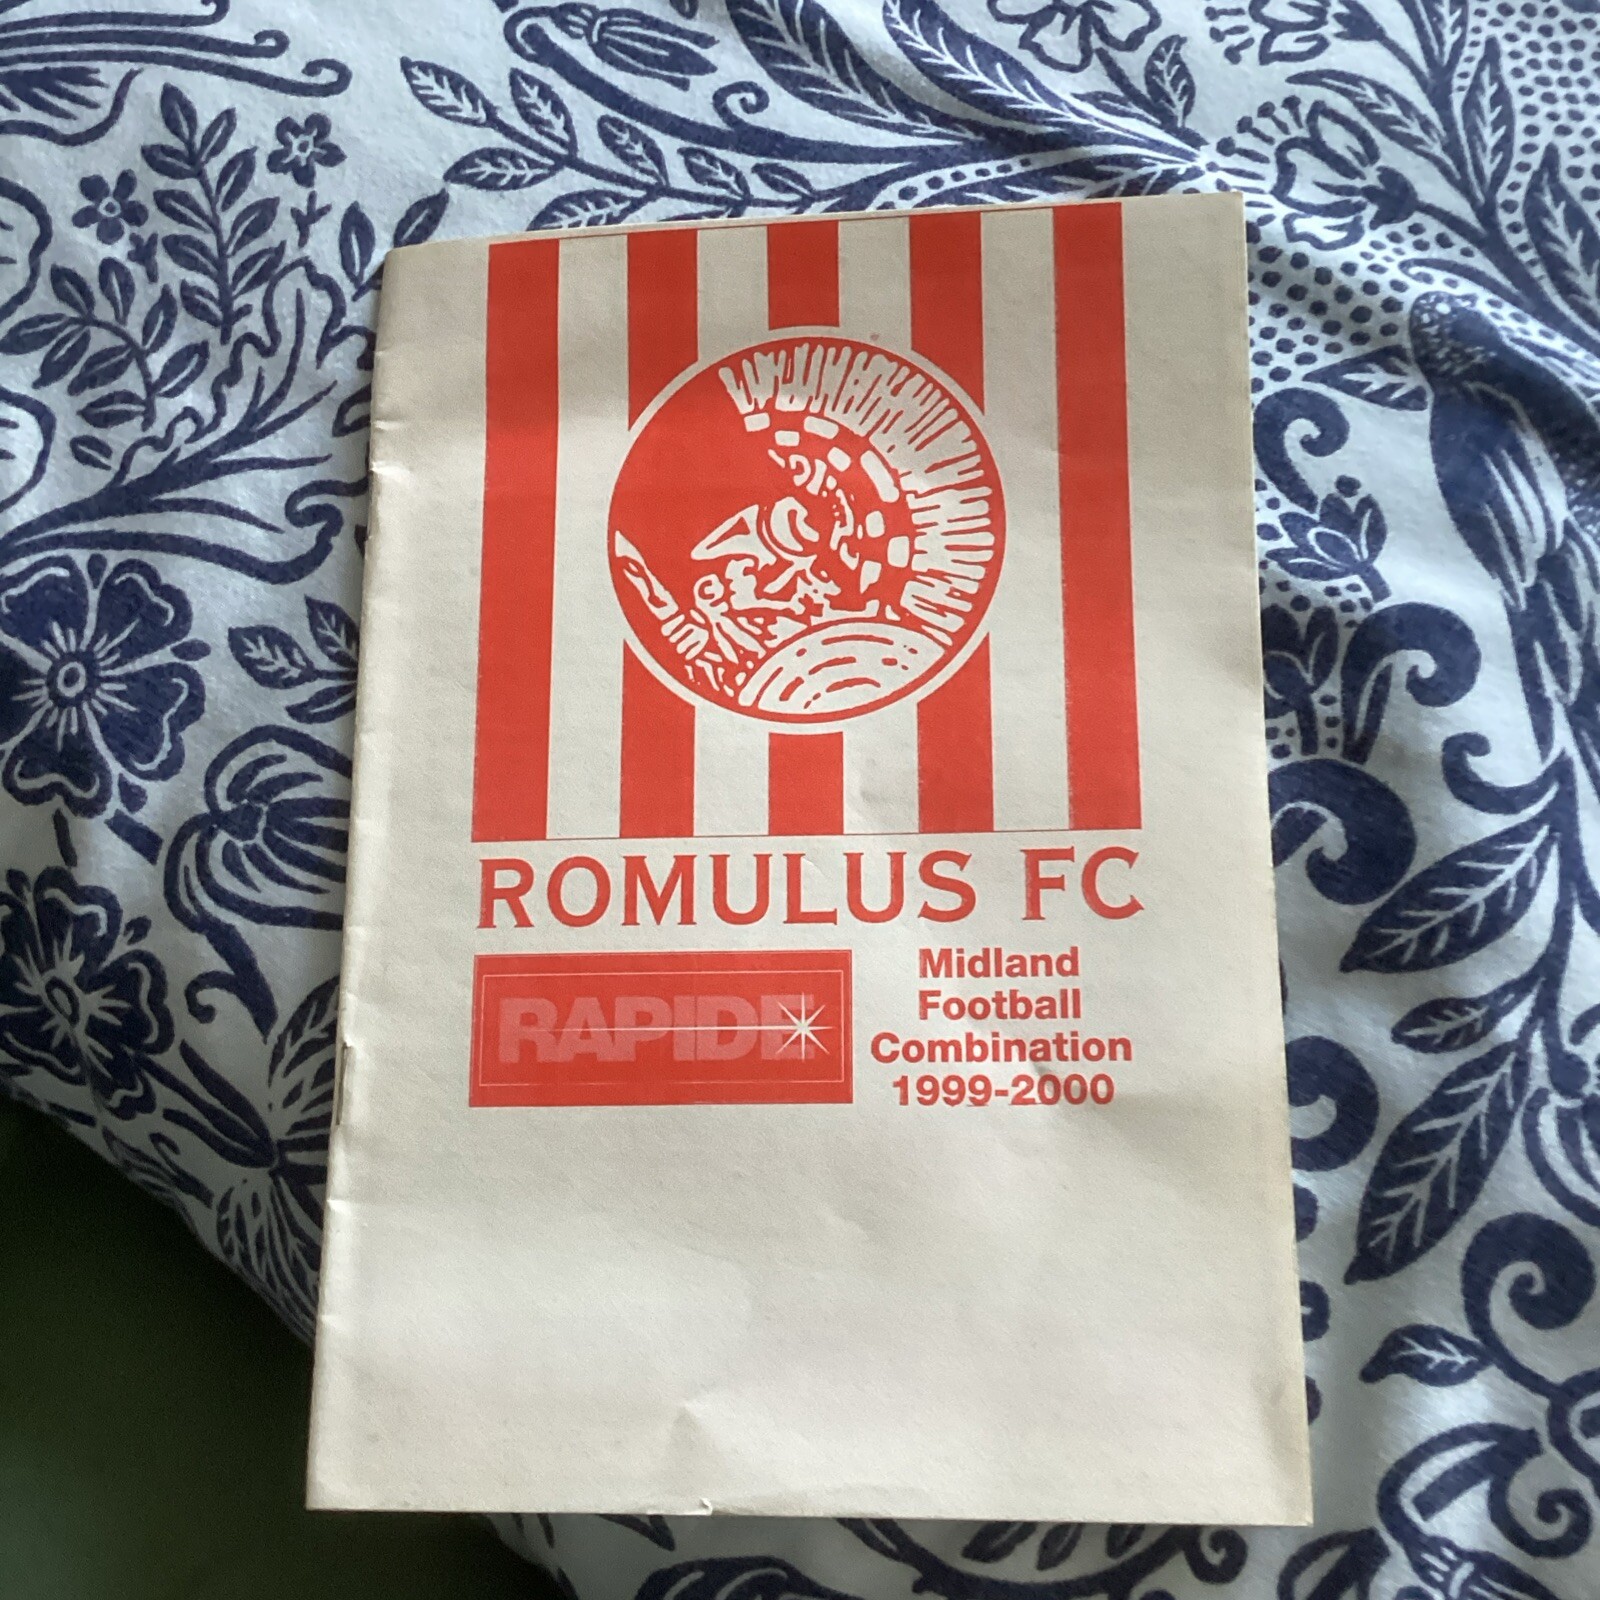 ROMULUS FC
RAPIDE
Midland
Football
Combination
1999-2000